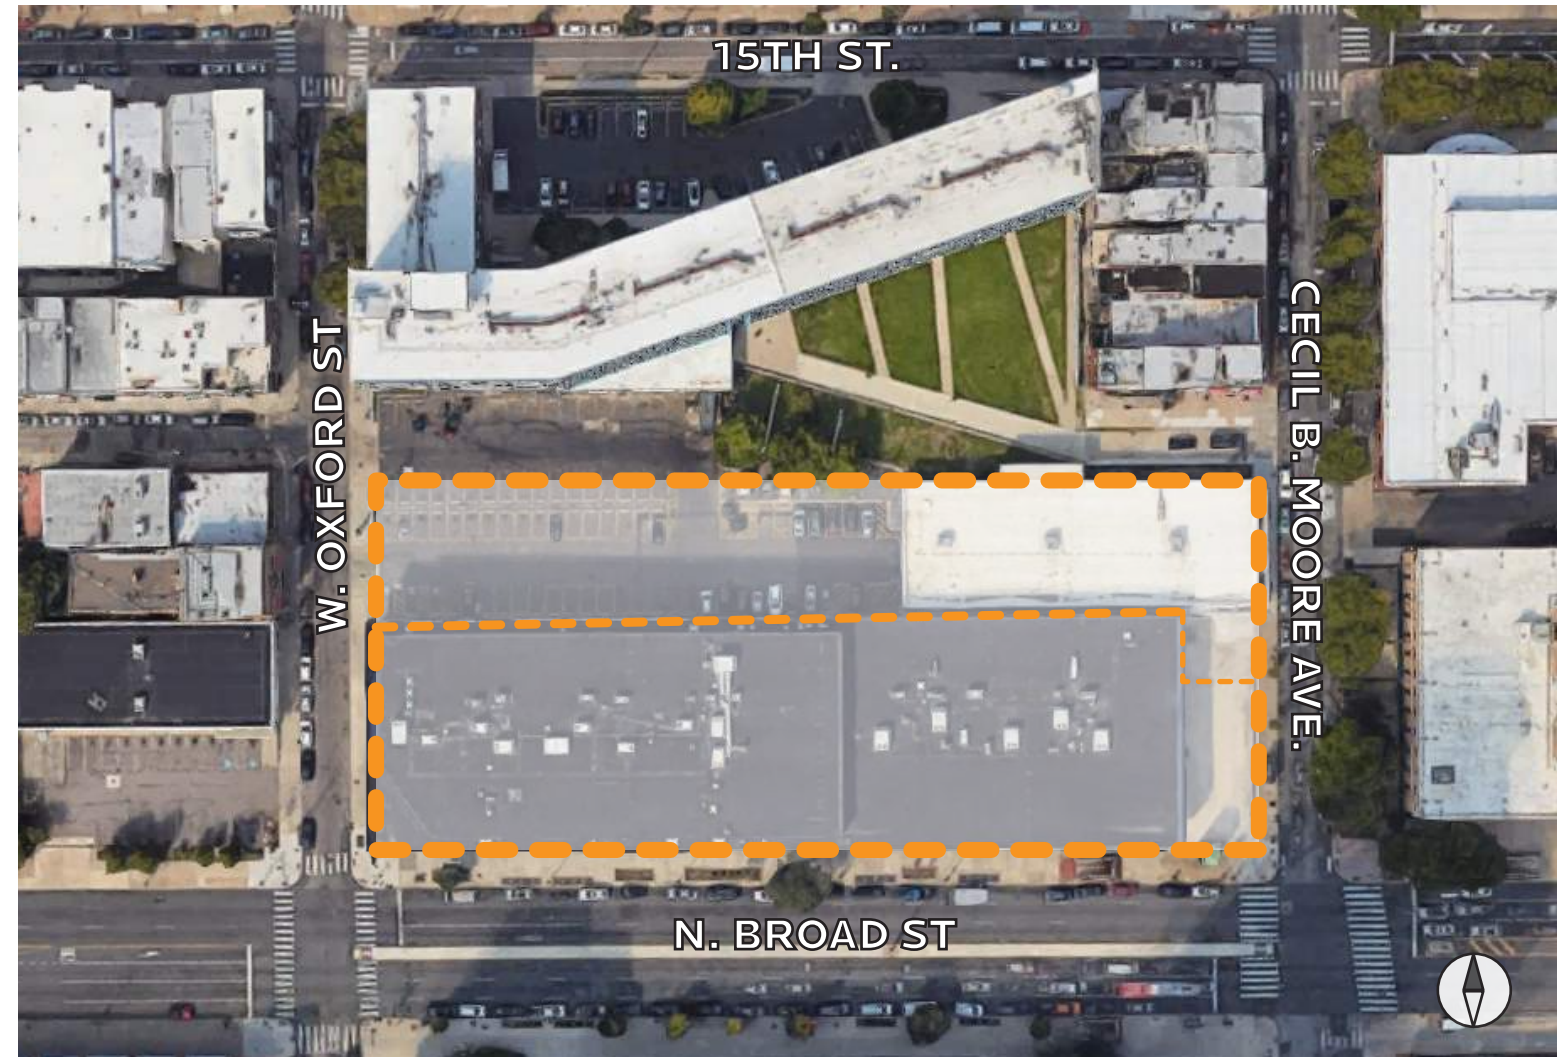 15TH ST.
W. OXFORD ST
CECIL B. MOORE AVE.
N. BROAD ST